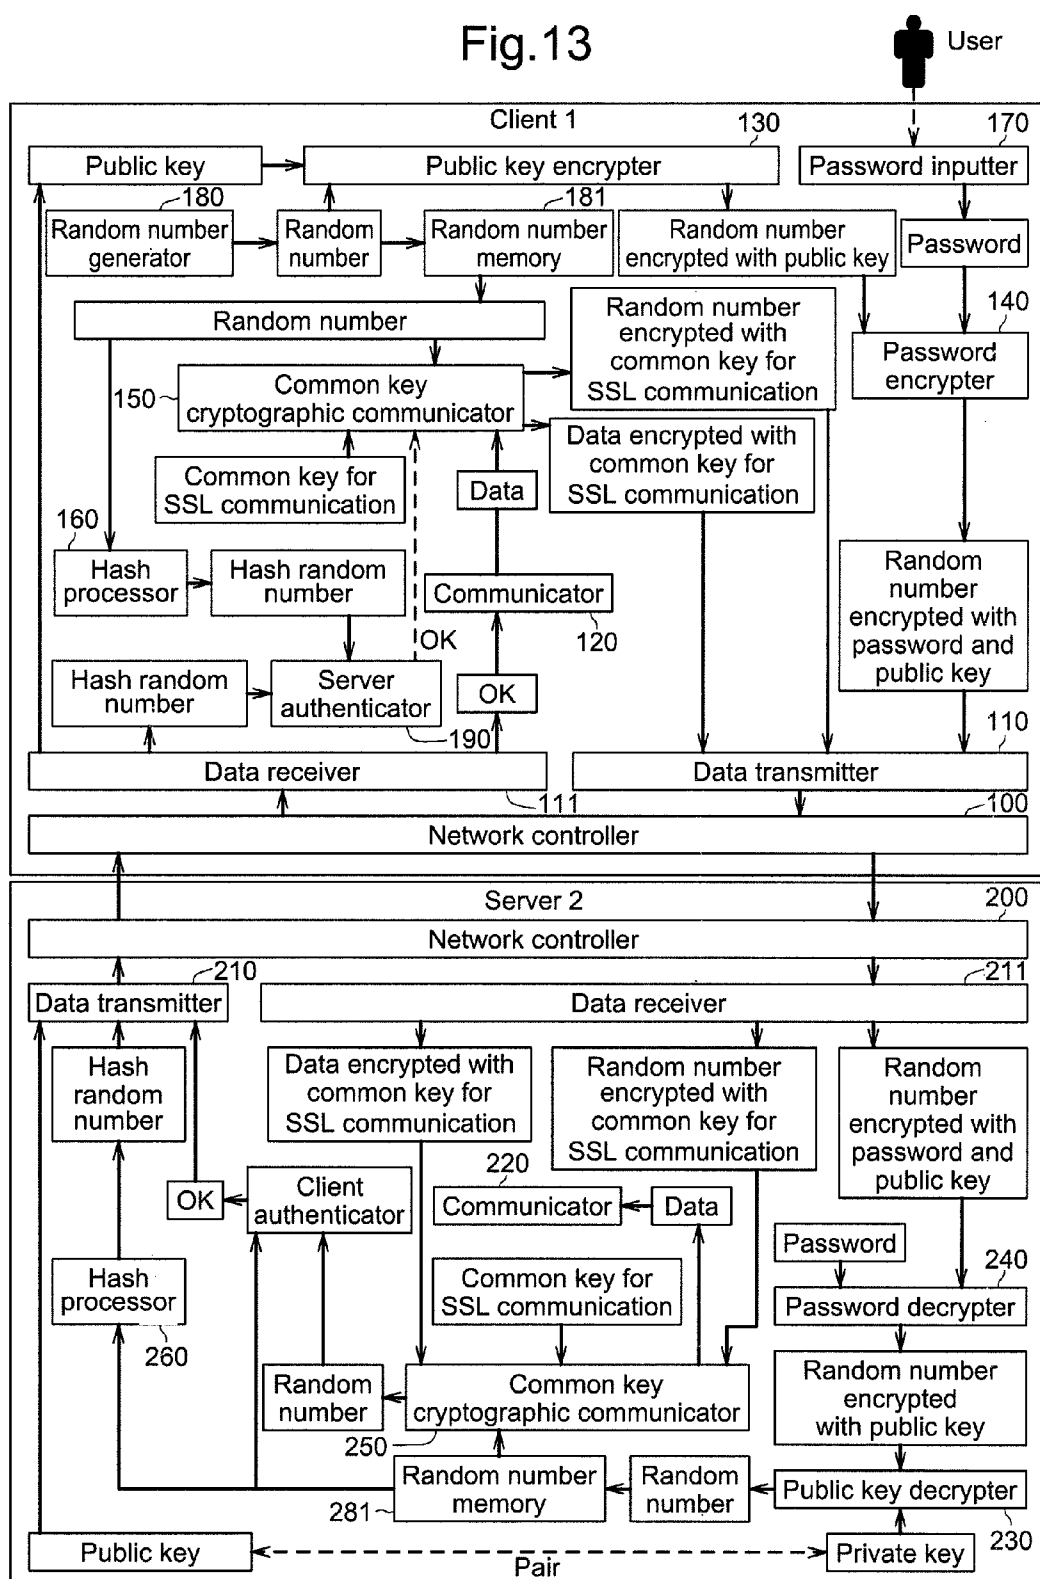 Fig.13
User
Client 1
130
170
Public key
Public key encrypter
Password inputter
180
181
Random number
generator
Random
number
Random number
memory
Random number
encrypted with public key
Password
Random number
Random number
encrypted with
common key for
SSL communication
140
Password
encrypter
150
Common key
cryptographic communicator
Data encrypted with
common key for
SSL communication
Common key for
SSL communication
Data
160
Hash
processor
Hash random
number
Communicator
120
Random
number
encrypted with
password and
public key
OK
Hash random
number
Server
authenticator
190
OK
110
Data receiver
111
Data transmitter
100
Network controller
Server 2
200
Network controller
210
211
Data transmitter
Data receiver
Hash
random
number
Data encrypted with
common key for
SSL communication
Random number
encrypted with
common key for
SSL communication
Random
number
encrypted with
password and
public key
OK
Client
authenticator
220
Communicator
Data
Password
240
Hash
processor
260
Common key for
SSL communication
Password decrypter
Random
number
Common key
cryptographic communicator
250
Random number
encrypted
with public key
281
Random number
memory
Random
number
Public key decrypter
230
Public key
Pair
Private key